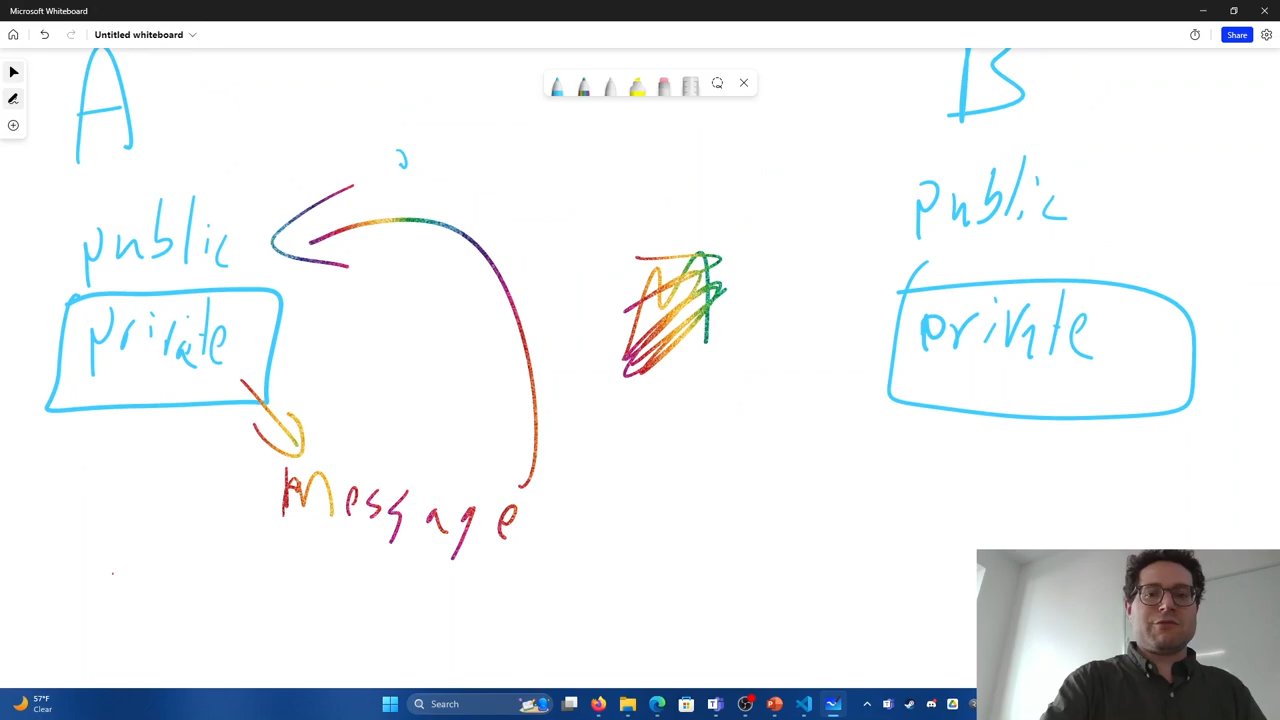 Microsoft Whiteboard
Untitled whiteboard
Share
A
B
public
public
private
private
message
57°F
Clear
Search